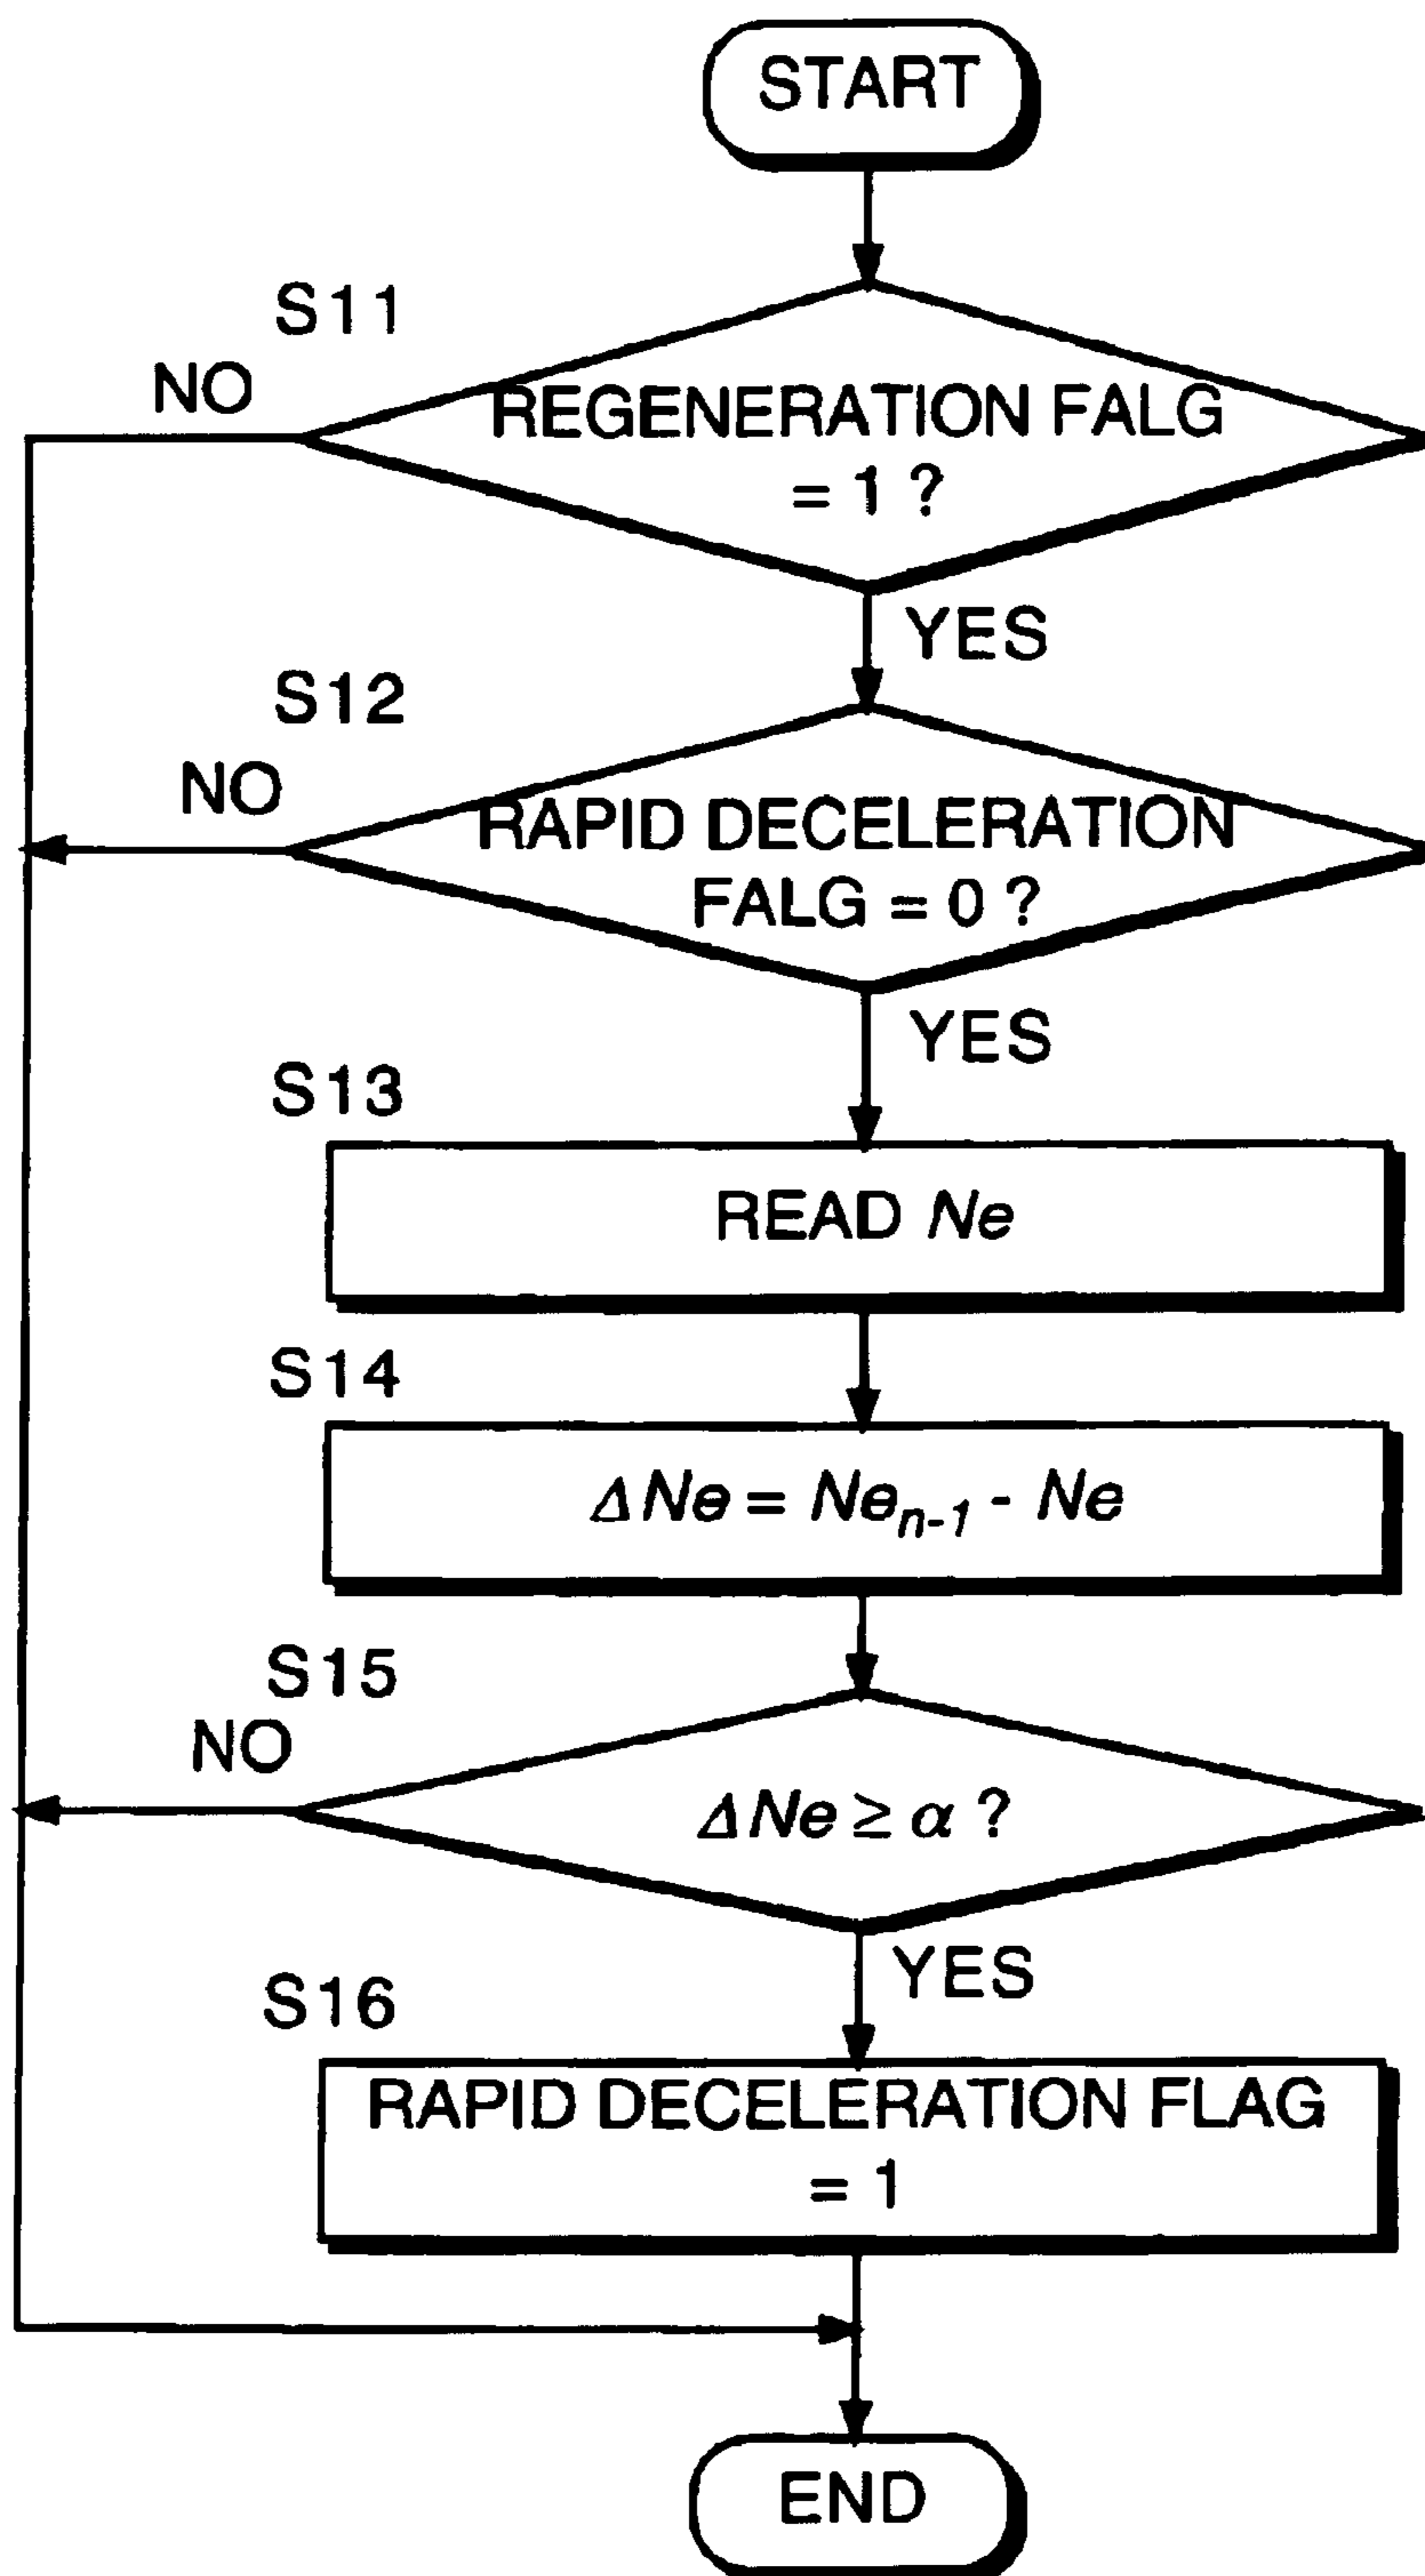 START
S11
NO
REGENERATION FALG
= 1 ?
YES
S12
NO
RAPID DECELERATION
FALG = 0 ?
YES
S13
READ Ne
S14
ΔNe = Neₙ₋₁ - Ne
S15
NO
ΔNe ≥ α ?
YES
S16
RAPID DECELERATION FLAG
= 1
END